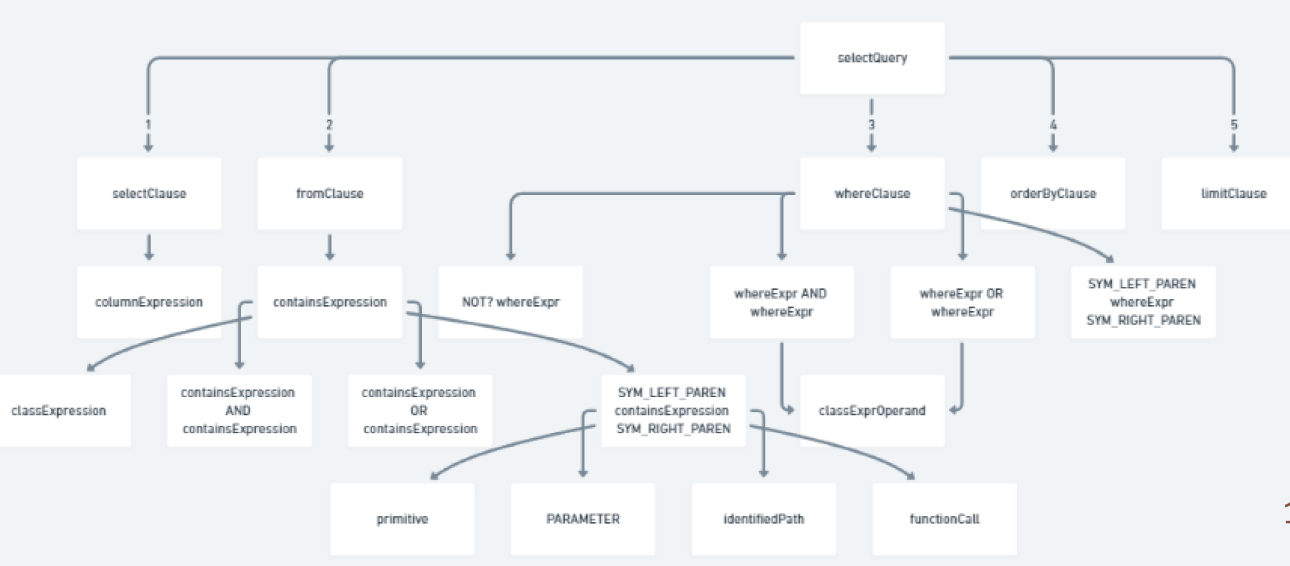 selectQuery
1
2
3
4
5
selectClause
fromClause
whereClause
orderByClause
limitClause
columnExpression
containsExpression
NOT? whereExpr
whereExpr AND
whereExpr
whereExpr OR
whereExpr
SYM_LEFT_PAREN
whereExpr
SYM_RIGHT_PAREN
classExpression
containsExpression
AND
containsExpression
containsExpression
OR
containsExpression
SYM_LEFT_PAREN
containsExpression
SYM_RIGHT_PAREN
classExprOperand
primitive
PARAMETER
identifiedPath
functionCall